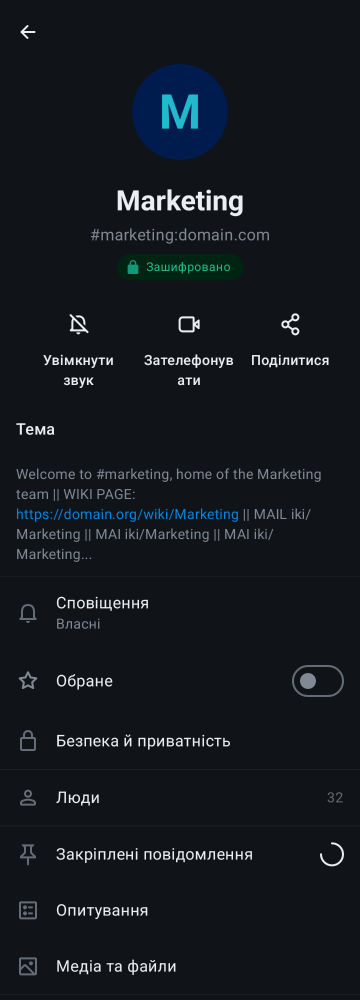 M
Marketing
#marketing:domain.com
Зашифровано
Увімкнути
звук
Зателефонув
ати
Поділитися
Тема
Welcome to #marketing, home of the Marketing
team || WIKI PAGE:
https://domain.org/wiki/Marketing || MAIL iki/
Marketing || MAI iki/Marketing || MAI iki/
Marketing...
Сповіщення
Власні
Обране
Безпека й приватність
Люди
32
Закріплені повідомлення
Опитування
Медіа та файли